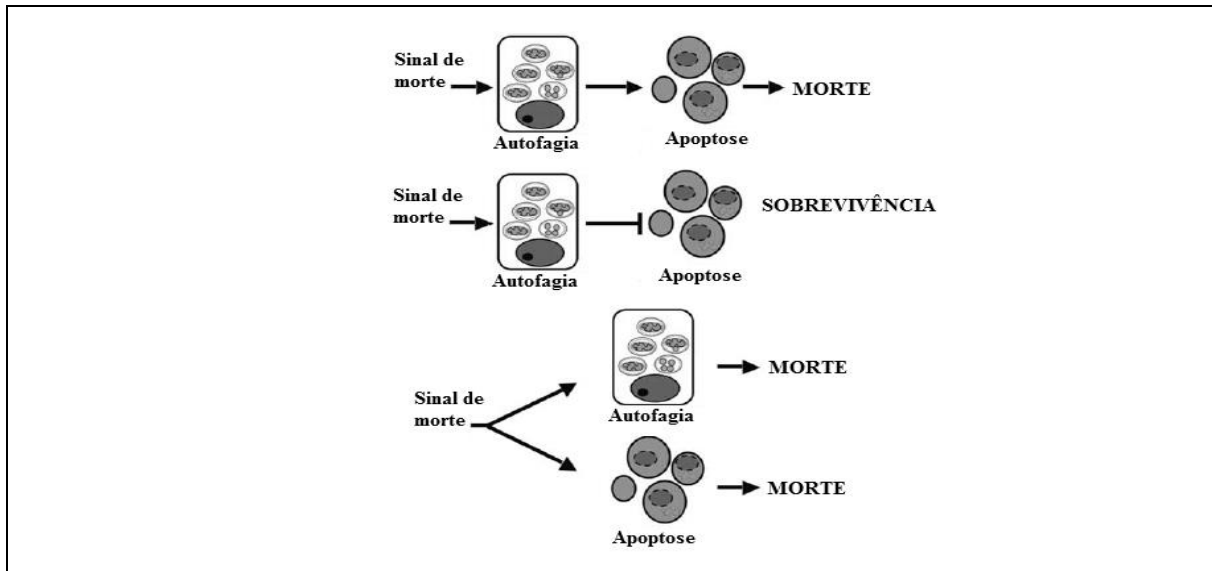 Sinal de
morte
Autofagia
Apoptose
MORTE
Sinal de
morte
Autofagia
Apoptose
SOBREVIVÊNCIA
Sinal de
morte
Autofagia
MORTE
Apoptose
MORTE